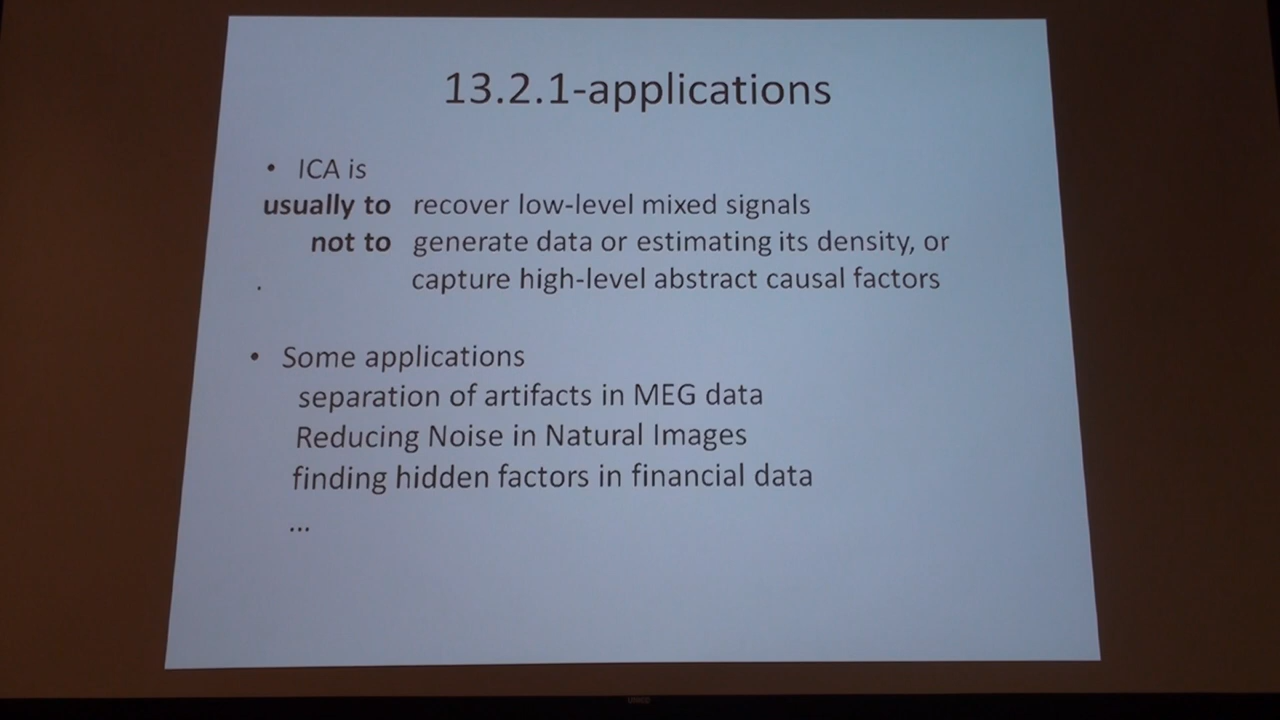 13.2.1-applications
• ICA is
usually to recover low-level mixed signals
not to generate data or estimating its density, or
capture high-level abstract causal factors
.
• Some applications
separation of artifacts in MEG data
Reducing Noise in Natural Images
finding hidden factors in financial data
...